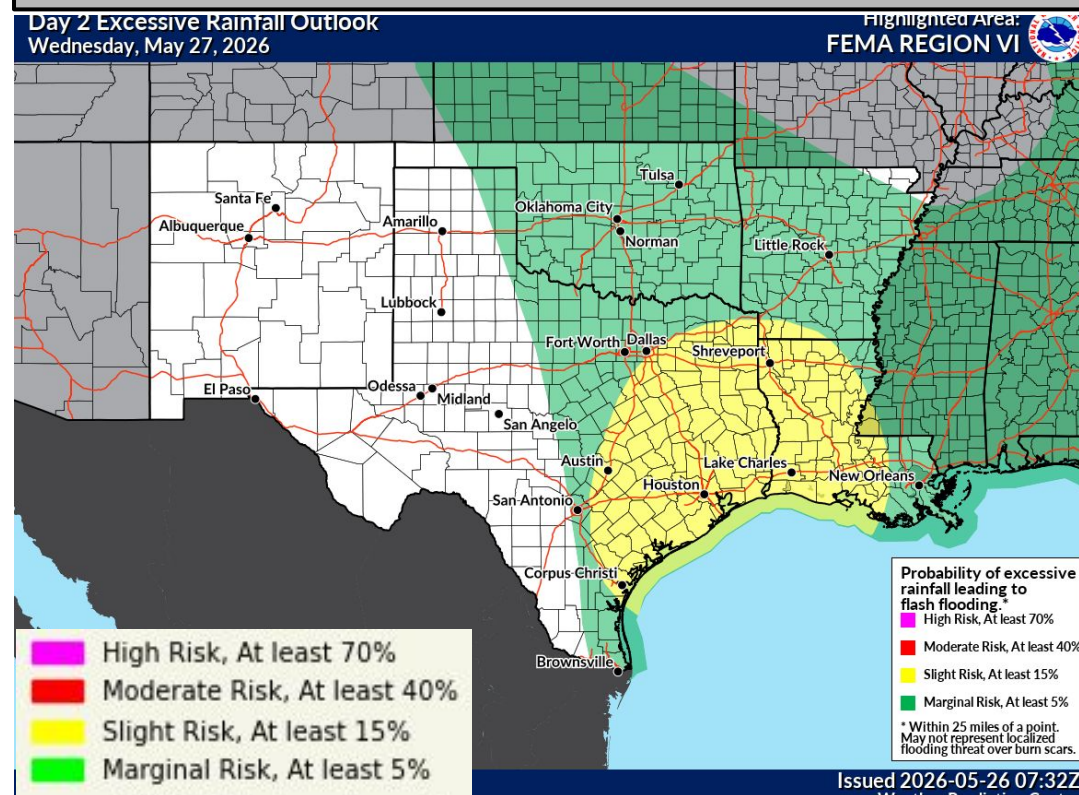 Day 2 Excessive Rainfall Outlook
Wednesday, May 27, 2026
Highlighted Area:
FEMA REGION VI
Santa Fe
Albuquerque
Amarillo
Tulsa
Oklahoma City
Norman
Little Rock
Lubbock
Fort Worth
Dallas
Shreveport
El Paso
Odessa
Midland
San Angelo
Austin
Lake Charles
New Orleans
Houston
San Antonio
Corpus Christi
Brownsville
High Risk, At least 70%
Moderate Risk, At least 40%
Slight Risk, At least 15%
Marginal Risk, At least 5%
Probability of excessive
rainfall leading to
flash flooding.*
High Risk, At least 70%
Moderate Risk, At least 40%
Slight Risk, At least 15%
Marginal Risk, At least 5%
* Within 25 miles of a point.
May not represent localized
flooding threat over burn scars.
Issued 2026-05-26 07:32Z